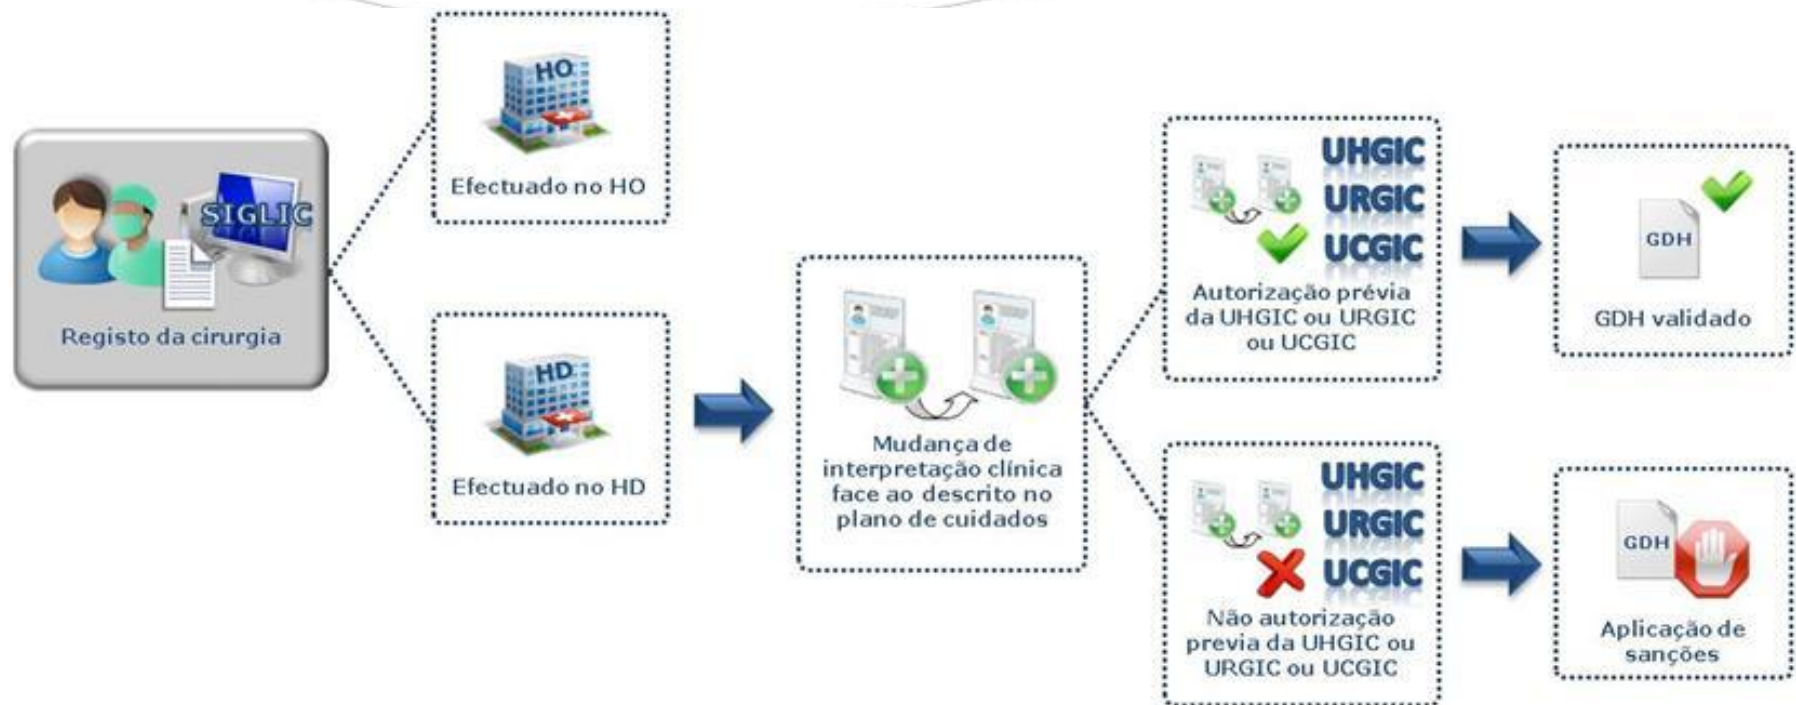 SIGLIC
Registo da cirurgia
HO
Efectuado no HO
HD
Efectuado no HD
Mudança de
interpretação clínica
face ao descrito no
plano de cuidados
UHGIC
URGIC
UCGIC
Autorização prévia
da UHGIC ou URGIC
ou UCGIC
GDH
GDH validado
UHGIC
URGIC
UCGIC
Não autorização
previa da UHGIC ou
URGIC ou UCGIC
GDH
Aplicação de
sanções